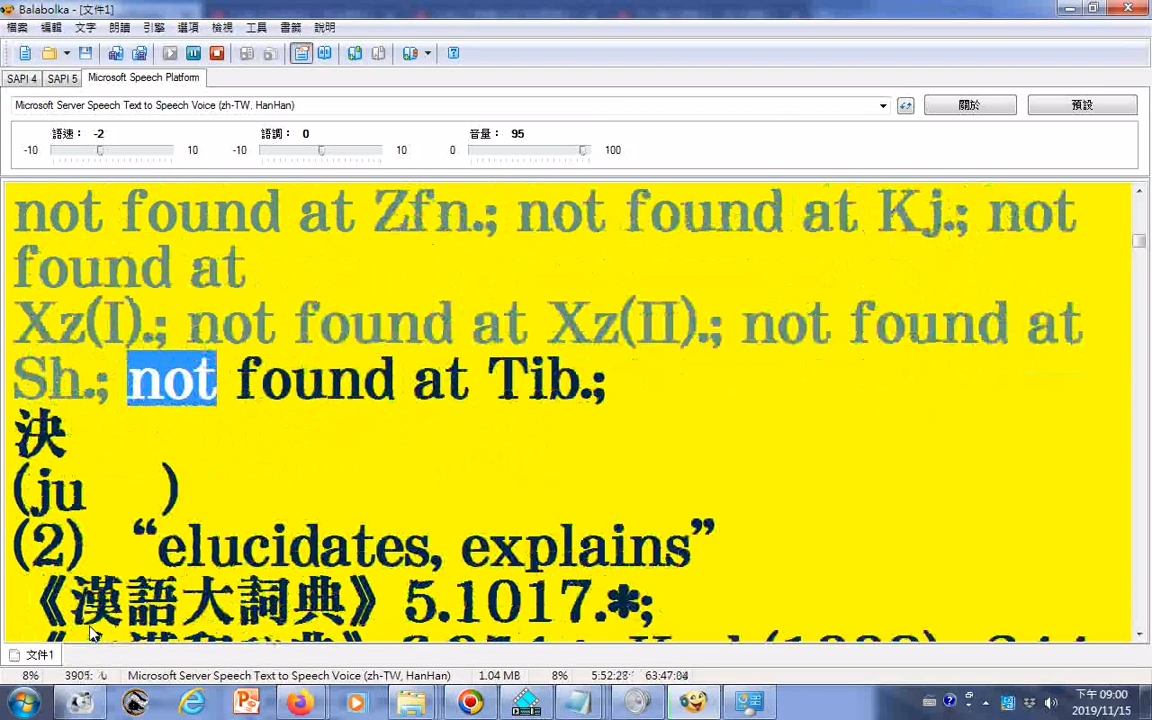 Balabolka - [文件1]
檔案 編輯 文字 朗讀 引擎 選項 檢視 工具 書籤 說明
SAPI 4 SAPI 5 Microsoft Speech Platform
Microsoft Server Speech Text to Speech Voice (zh-TW, HanHan) 關於 預設
語速： -2 語調： 0 音量： 95
-10 10 -10 10 0 100
not found at Zfn.; not found at Kj.; not
found at
Xz(I).; not found at Xz(II).; not found at
Sh.; not found at Tib.;
決
(ju )
(2) “elucidates, explains”
《漢語大詞典》 5.1017.*;
文件1
8% Microsoft Server Speech Text to Speech Voice (zh-TW, HanHan) 1.04 MB 8% 5:52:28 63:47:04
下午 09:00
2019/11/15